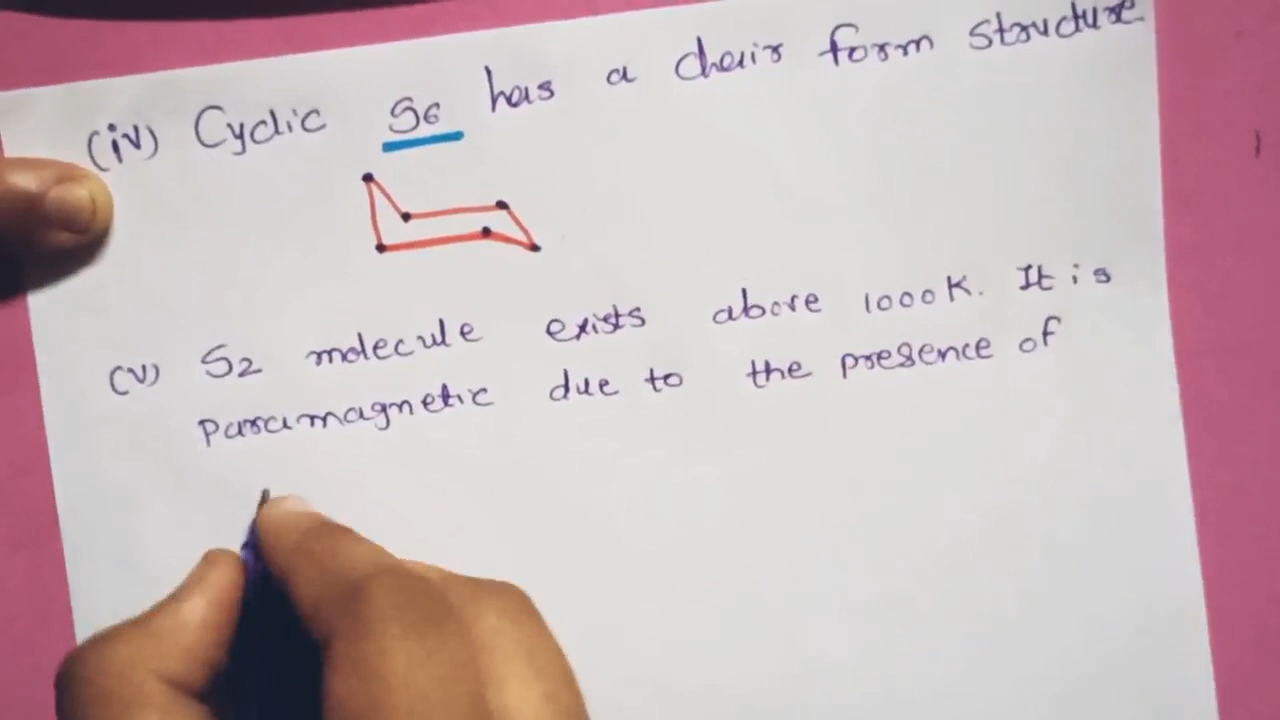 (iv) Cyclic S6 has a chair form structure
(v) S2 molecule exists above 1000K. It is
paramagnetic due to the presence of